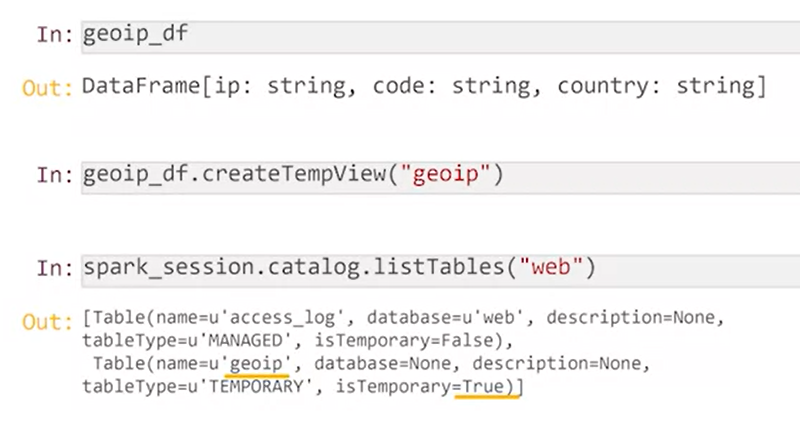 In: geoip_df
Out: DataFrame[ip: string, code: string, country: string]
In: geoip_df.createTempView("geoip")
In: spark_session.catalog.listTables("web")
Out: [Table(name=u'access_log', database=u'web', description=None,
tableType=u'MANAGED', isTemporary=False),
Table(name=u'geoip', database=None, description=None,
tableType=u'TEMPORARY', isTemporary=True)]